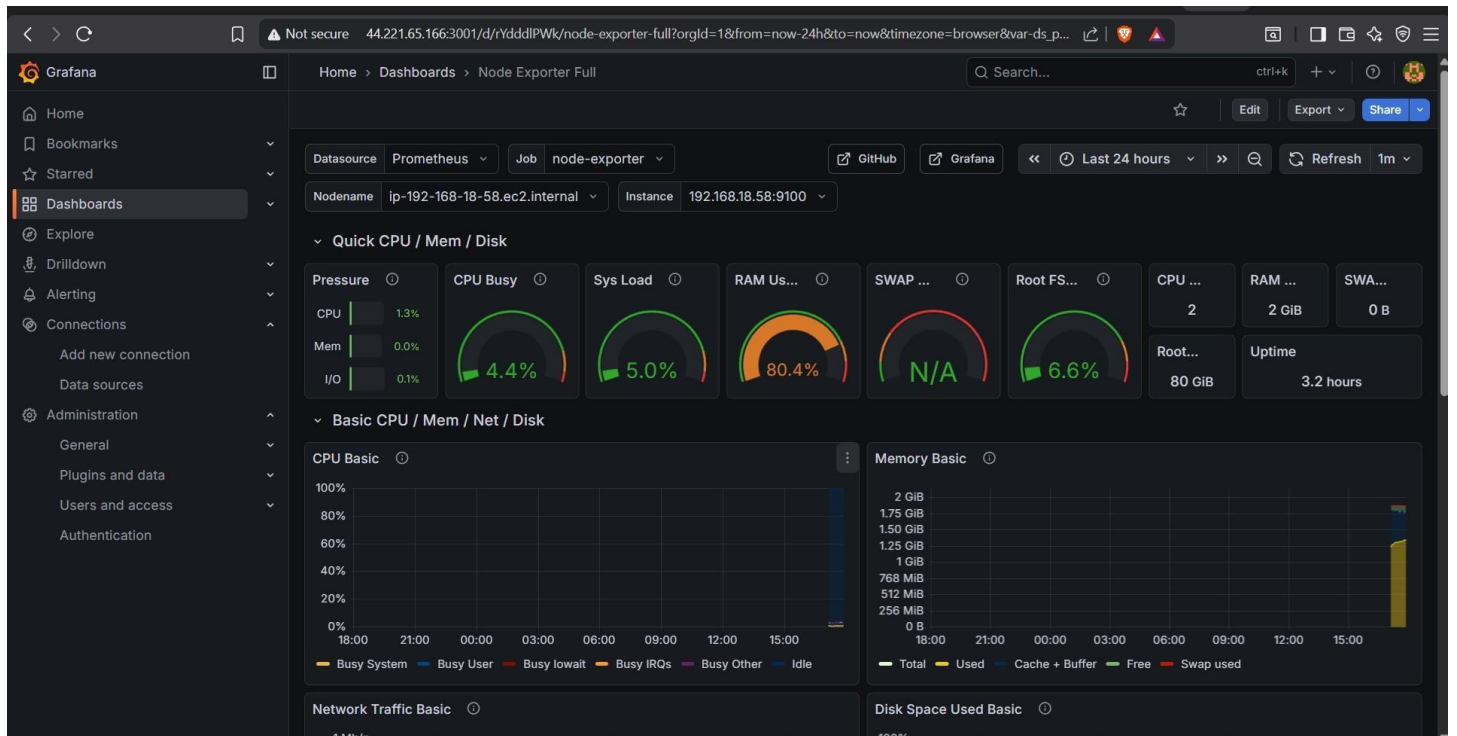 Not secure 44.221.65.166:3001/d/rYdddlPWk/node-exporter-full?orgId=1&from=now-24h&to=now&timezone=browser&var-ds_p...
Grafana
Home › Dashboards › Node Exporter Full
Search...
ctrl+k
Home
Bookmarks
Starred
Dashboards
Explore
Drilldown
Alerting
Connections
Add new connection
Data sources
Administration
General
Plugins and data
Users and access
Authentication
Edit
Export
Share
Datasource Prometheus
Job node-exporter
GitHub
Grafana
Last 24 hours
Refresh 1m
Nodename ip-192-168-18-58.ec2.internal
Instance 192.168.18.58:9100
Quick CPU / Mem / Disk
Pressure
CPU 1.3%
Mem 0.0%
I/O 0.1%
CPU Busy
4.4%
Sys Load
5.0%
RAM Us...
80.4%
SWAP ...
N/A
Root FS...
6.6%
CPU ...
2
RAM ...
2 GiB
SWA...
0 B
Root...
80 GiB
Uptime
3.2 hours
Basic CPU / Mem / Net / Disk
CPU Basic
100%
80%
60%
40%
20%
0%
18:00 21:00 00:00 03:00 06:00 09:00 12:00 15:00
Busy System Busy User Busy Iowait Busy IRQs Busy Other Idle
Memory Basic
2 GiB
1.75 GiB
1.50 GiB
1.25 GiB
1 GiB
768 MiB
512 MiB
256 MiB
0 B
18:00 21:00 00:00 03:00 06:00 09:00 12:00 15:00
Total Used Cache + Buffer Free Swap used
Network Traffic Basic
Disk Space Used Basic